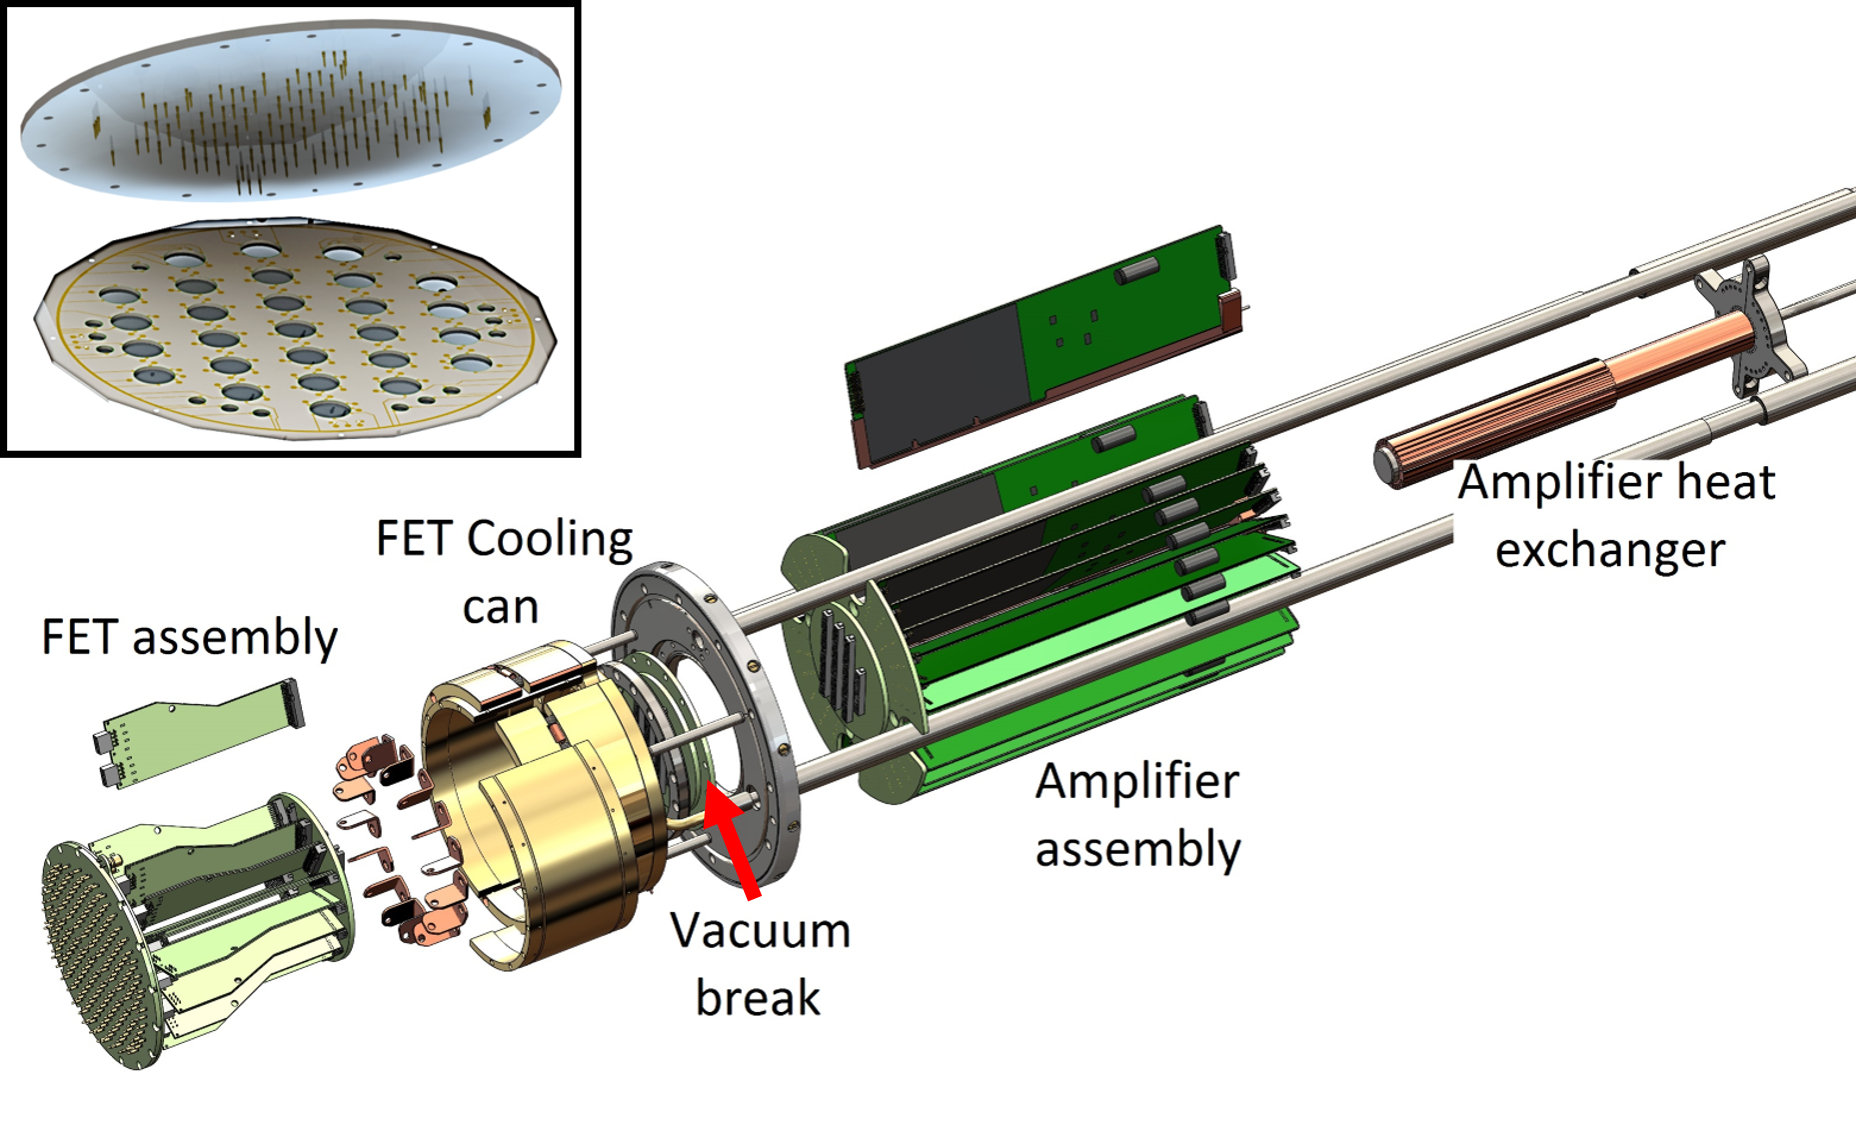 FET assembly
FET Cooling
can
Vacuum
break
Amplifier
assembly
Amplifier heat
exchanger